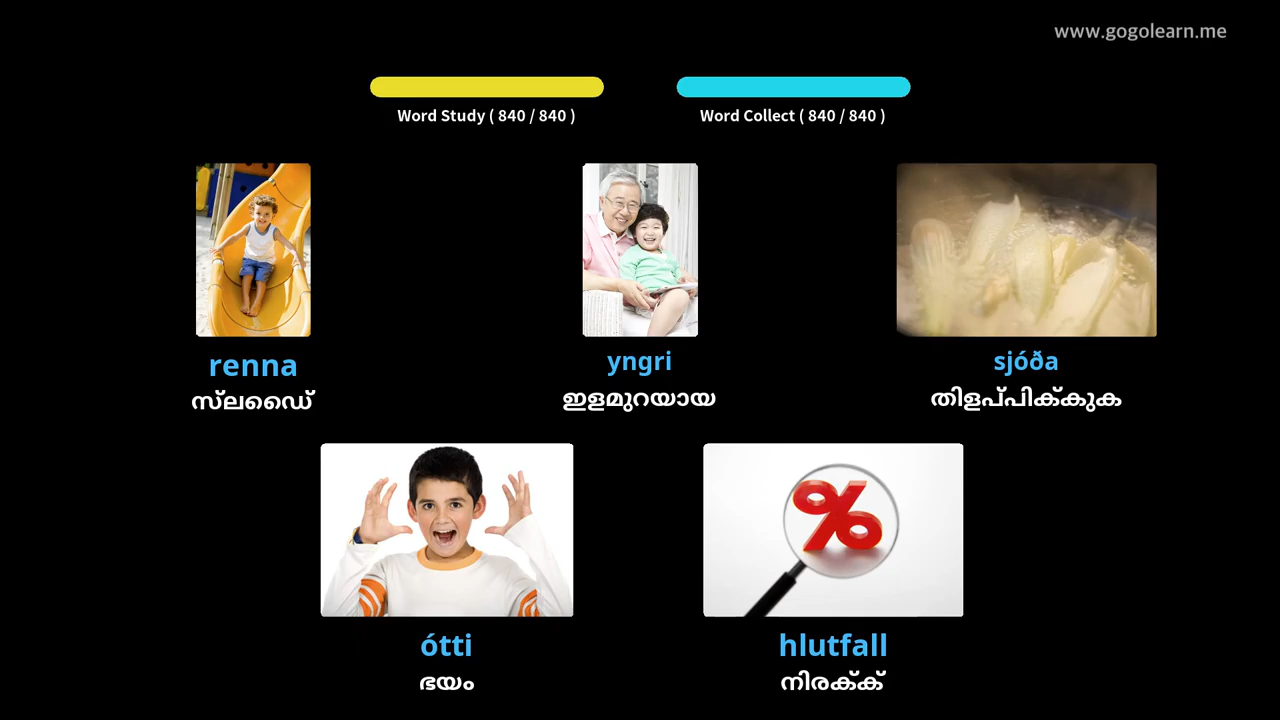 www.gogolearn.me
Word Study ( 840 / 840 )
Word Collect ( 840 / 840 )
renna
yngri
sjóða
സ്ലൈഡ്
ഇളമുറയായ
തിളപ്പിക്കുക
ótti
hlutfall
ഭയം
നിരക്ക്